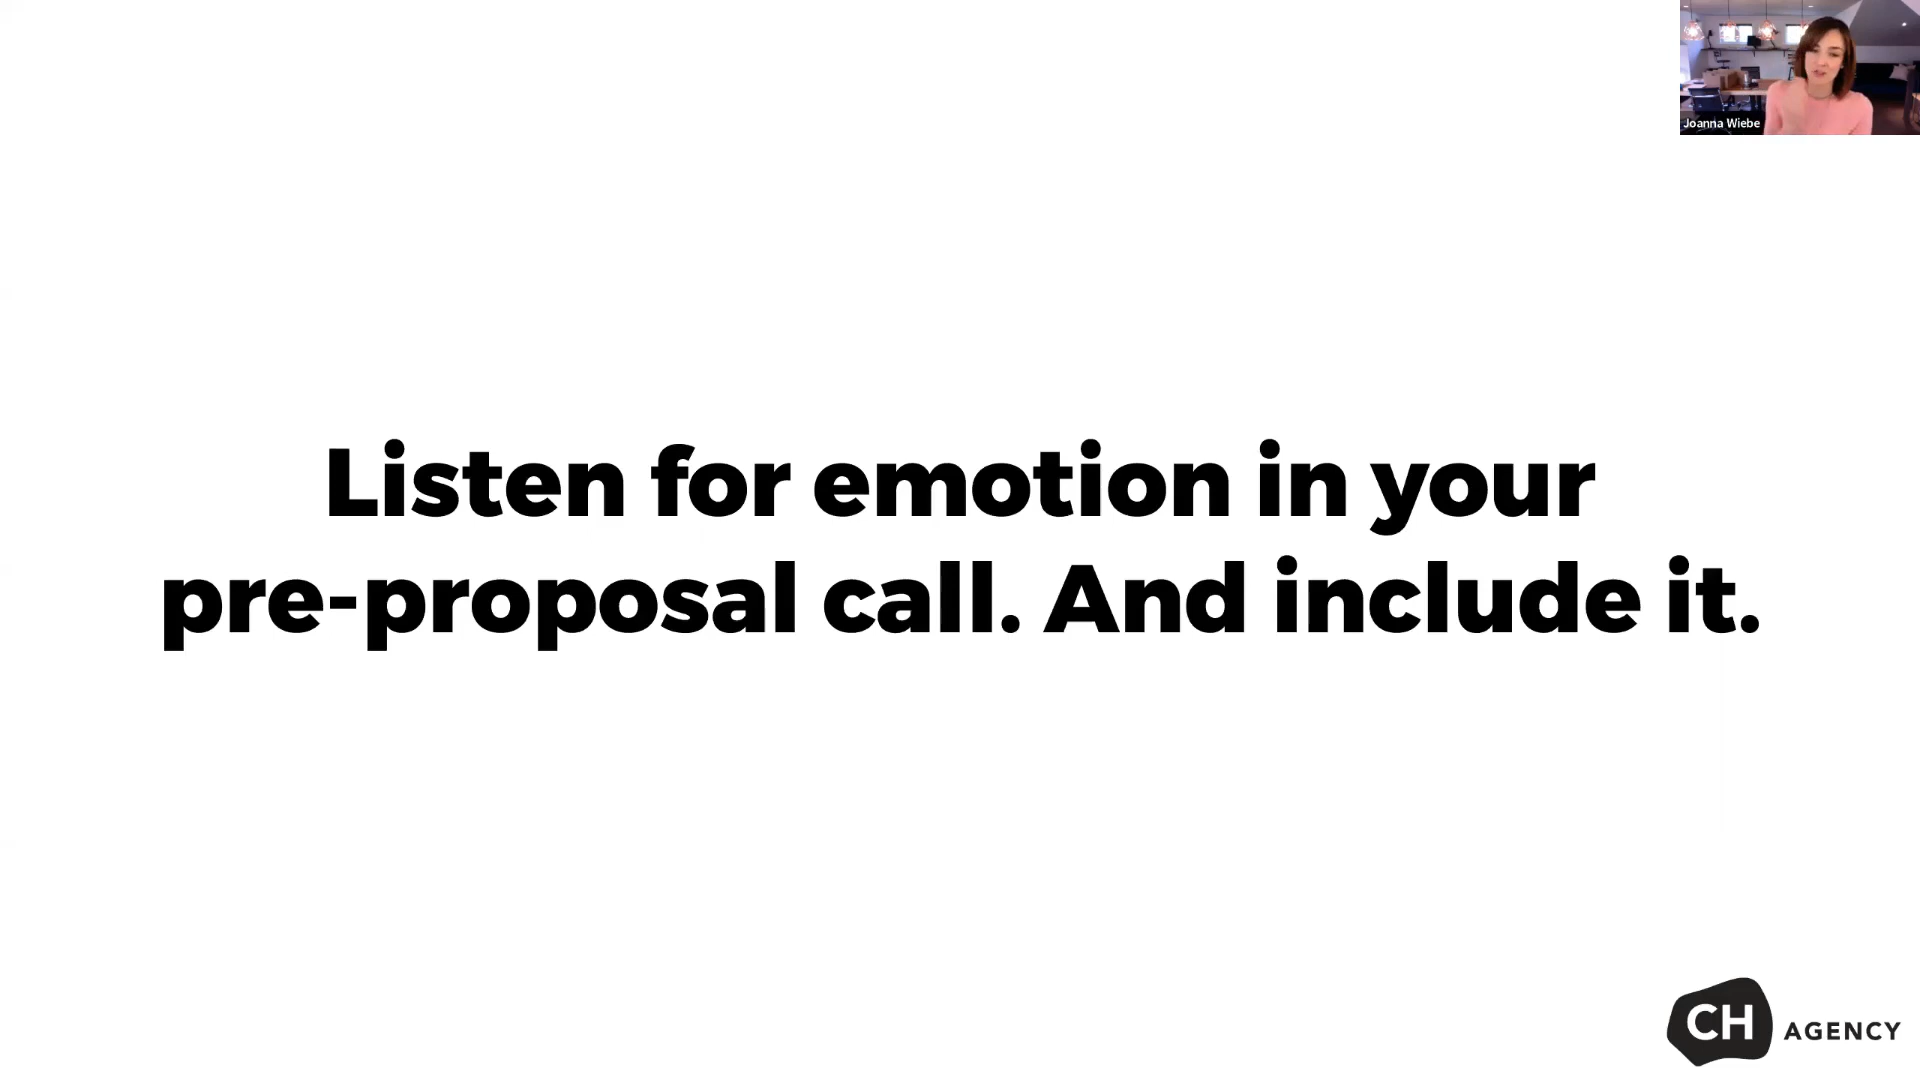 Joanna Wiebe
Listen for emotion in your
pre-proposal call. And include it.
CH AGENCY